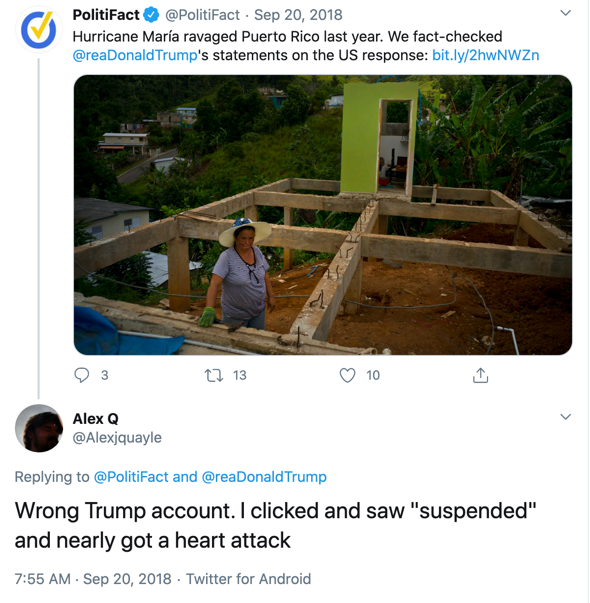 PolitiFact @PolitiFact · Sep 20, 2018
Hurricane María ravaged Puerto Rico last year. We fact-checked
@reaDonaldTrump's statements on the US response: bit.ly/2hwNWZn
3 13 10
Alex Q
@Alexjquayle
Replying to @PolitiFact and @reaDonaldTrump
Wrong Trump account. I clicked and saw "suspended"
and nearly got a heart attack
7:55 AM · Sep 20, 2018 · Twitter for Android